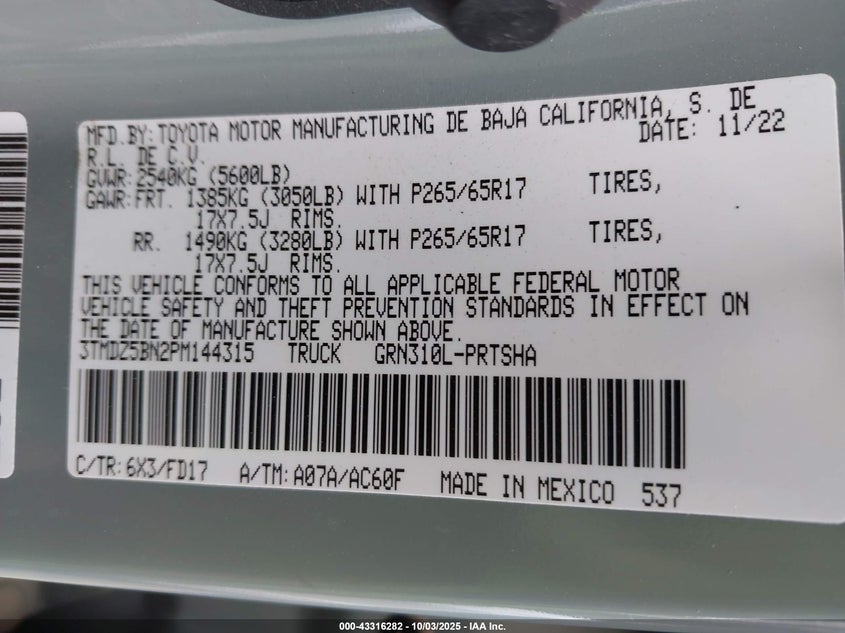 MFD.BY: TOYOTA MOTOR MANUFACTURING DE BAJA CALIFORNIA, S. DE
R.L. DE C.V. DATE: 11/22
GVWR: 2540KG (5600LB)
GAWR: FRT. 1385KG (3050LB) WITH P265/65R17 TIRES,
17X7.5J RIMS.
RR. 1490KG (3280LB) WITH P265/65R17 TIRES,
17X7.5J RIMS.
THIS VEHICLE CONFORMS TO ALL APPLICABLE FEDERAL MOTOR
VEHICLE SAFETY AND THEFT PREVENTION STANDARDS IN EFFECT ON
THE DATE OF MANUFACTURE SHOWN ABOVE.
3TMDZ5BN2PM144315 TRUCK GRN310L-PRTSHA
C/TR: 6X3/FD17 A/TM: A07A/AC60F MADE IN MEXICO 537
000-43316282 - 10/03/2025 - IAA Inc.